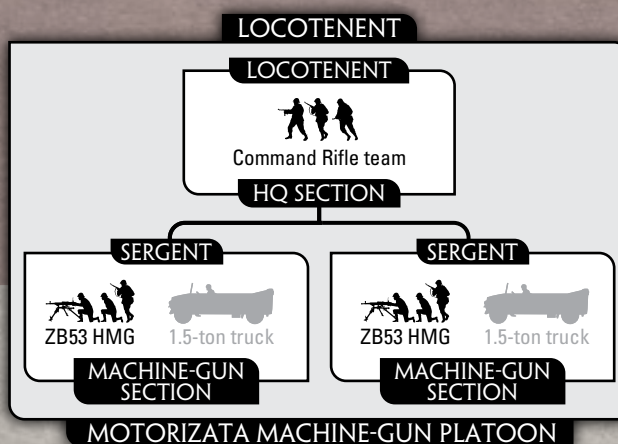 LOCOTENENT
LOCOTENENT
Command Rifle team
HQ SECTION
SERGENT
ZB53 HMG
1.5-ton truck
MACHINE-GUN
SECTION
SERGENT
ZB53 HMG
1.5-ton truck
MACHINE-GUN
SECTION
MOTORIZATA MACHINE-GUN PLATOON